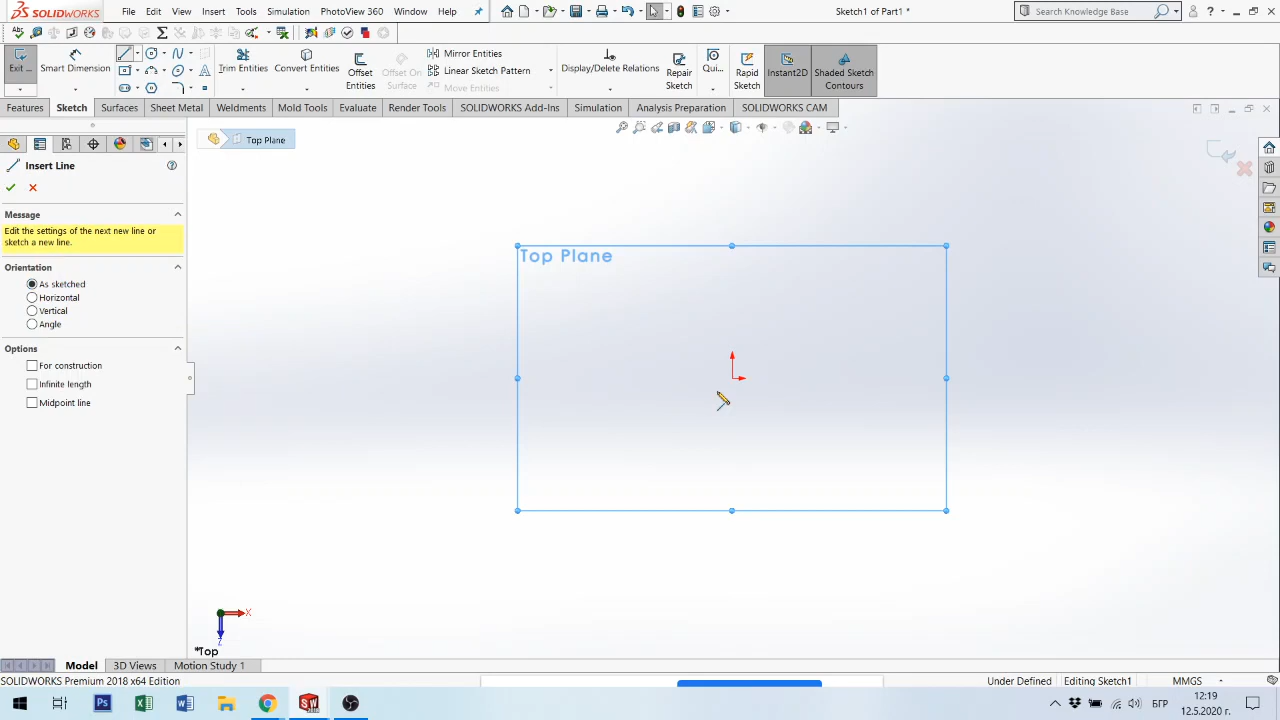 SOLIDWORKS
File Edit View Insert Tools Simulation PhotoView 360 Window Help
Sketch1 of Part1 *
Search Knowledge Base
Exit ...
mart Dimension
Trim Entities
Convert Entities
Offset Entities
Offset On Surface
Mirror Entities
Linear Sketch Pattern
Move Entities
Display/Delete Relations
Repair Sketch
Qui...
Rapid Sketch
Instant2D
Shaded Sketch Contours
Features Sketch Surfaces Sheet Metal Weldments Mold Tools Evaluate Render Tools SOLIDWORKS Add-Ins Simulation Analysis Preparation SOLIDWORKS CAM
Top Plane
Insert Line
Message
Edit the settings of the next new line or
sketch a new line.
Orientation
As sketched
Horizontal
Vertical
Angle
Options
For construction
Infinite length
Midpoint line
Top Plane
X
Z
*Top
Model 3D Views Motion Study 1
SOLIDWORKS Premium 2018 x64 Edition
Under Defined Editing Sketch1 MMGS
Ps
SW
2018
БГР
12:19
12.5.2020 г.